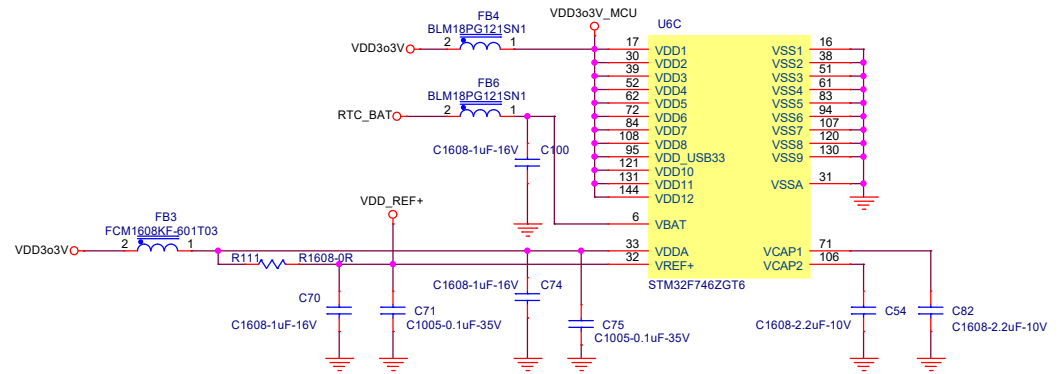 FB4
BLM18PG121SN1
VDD3o3V
2
1
VDD3o3V_MCU
U6C
FB6
BLM18PG121SN1
RTC_BAT
2
1
C1608-1uF-16V
C100
17
VDD1
VSS1
16
30
VDD2
VSS2
38
39
VDD3
VSS3
51
52
VDD4
VSS4
61
62
VDD5
VSS5
83
72
VDD6
VSS6
94
84
VDD7
VSS7
107
108
VDD8
VSS8
120
95
VDD_USB33
VSS9
130
121
VDD10
131
VDD11
VSSA
31
144
VDD12
6
VBAT
33
VDDA
VCAP1
71
32
VREF+
VCAP2
106
STM32F746ZGT6
VDD_REF+
FB3
FCM1608KF-601T03
VDD3o3V
2
1
R111
R1608-0R
C70
C1608-1uF-16V
C71
C1005-0.1uF-35V
C1608-1uF-16V
C74
C75
C1005-0.1uF-35V
C54
C1608-2.2uF-10V
C82
C1608-2.2uF-10V